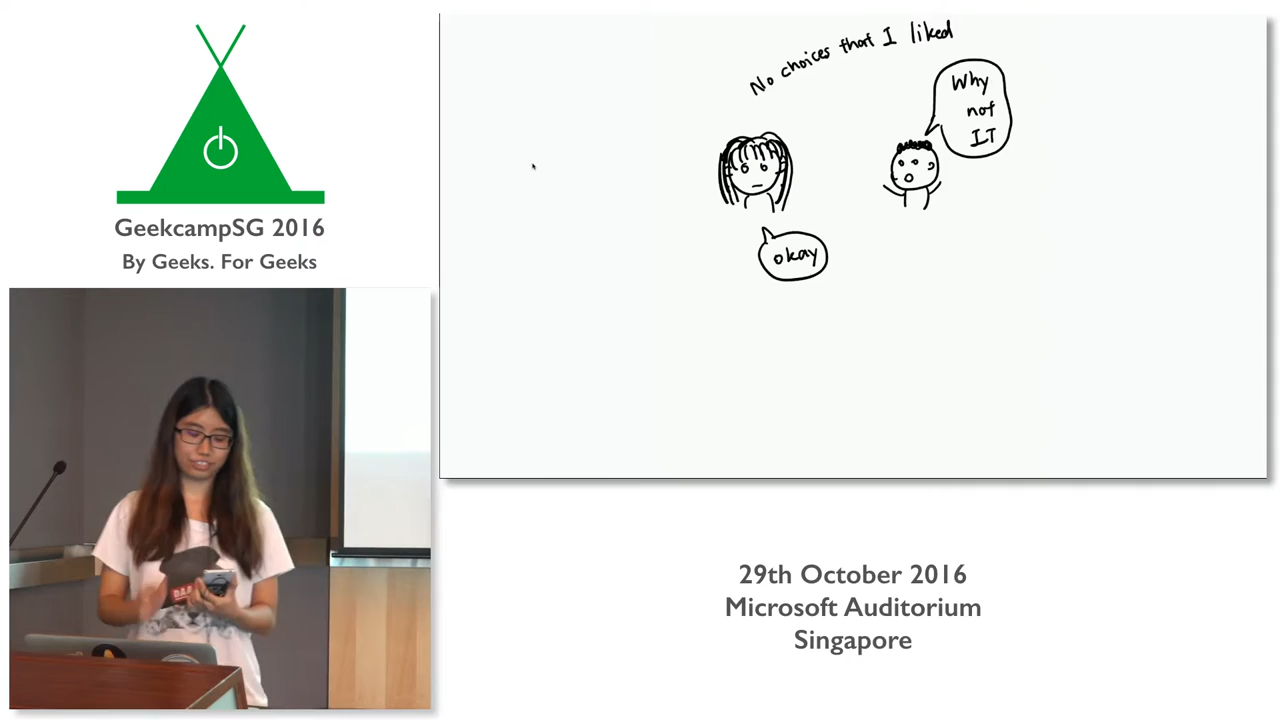 GeekcampSG 2016
By Geeks. For Geeks
No choices that I liked
Why
not
IT
okay
29th October 2016
Microsoft Auditorium
Singapore